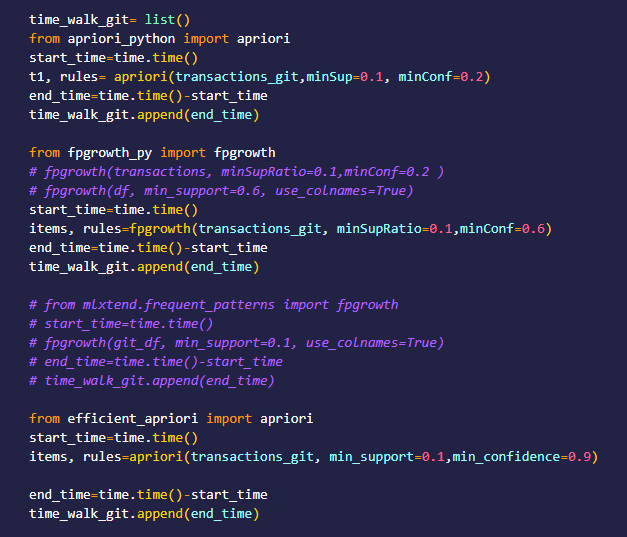 time_walk_git= list()
from apriori_python import apriori
start_time=time.time()
t1, rules= apriori(transactions_git,minSup=0.1, minConf=0.2)
end_time=time.time()-start_time
time_walk_git.append(end_time)
from fpgrowth_py import fpgrowth
# fpgrowth(transactions, minSupRatio=0.1,minConf=0.2 )
# fpgrowth(df, min_support=0.6, use_colnames=True)
start_time=time.time()
items, rules=fpgrowth(transactions_git, minSupRatio=0.1,minConf=0.6)
end_time=time.time()-start_time
time_walk_git.append(end_time)
# from mlxtend.frequent_patterns import fpgrowth
# start_time=time.time()
# fpgrowth(git_df, min_support=0.1, use_colnames=True)
# end_time=time.time()-start_time
# time_walk_git.append(end_time)
from efficient_apriori import apriori
start_time=time.time()
items, rules=apriori(transactions_git, min_support=0.1,min_confidence=0.9)
end_time=time.time()-start_time
time_walk_git.append(end_time)